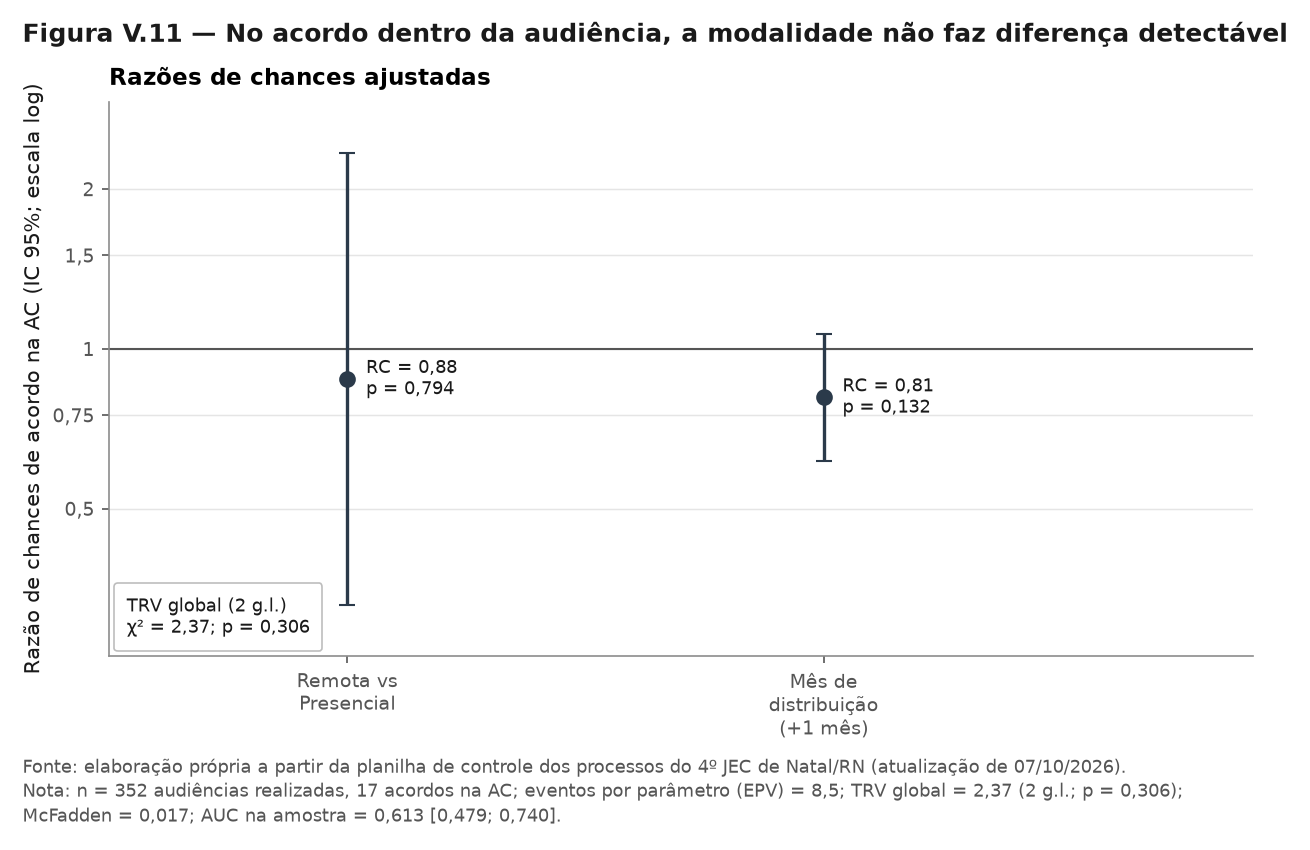 Figura V.11 — No acordo dentro da audiência, a modalidade não faz diferença detectável
Razões de chances ajustadas
Razão de chances de acordo na AC (IC 95%; escala log)
2
1,5
1
0,75
0,5
RC = 0,88
p = 0,794
RC = 0,81
p = 0,132
TRV global (2 g.l.)
χ² = 2,37; p = 0,306
Remota vs
Presencial
Mês de
distribuição
(+1 mês)
Fonte: elaboração própria a partir da planilha de controle dos processos do 4º JEC de Natal/RN (atualização de 07/10/2026).
Nota: n = 352 audiências realizadas, 17 acordos na AC; eventos por parâmetro (EPV) = 8,5; TRV global = 2,37 (2 g.l.; p = 0,306);
McFadden = 0,017; AUC na amostra = 0,613 [0,479; 0,740].